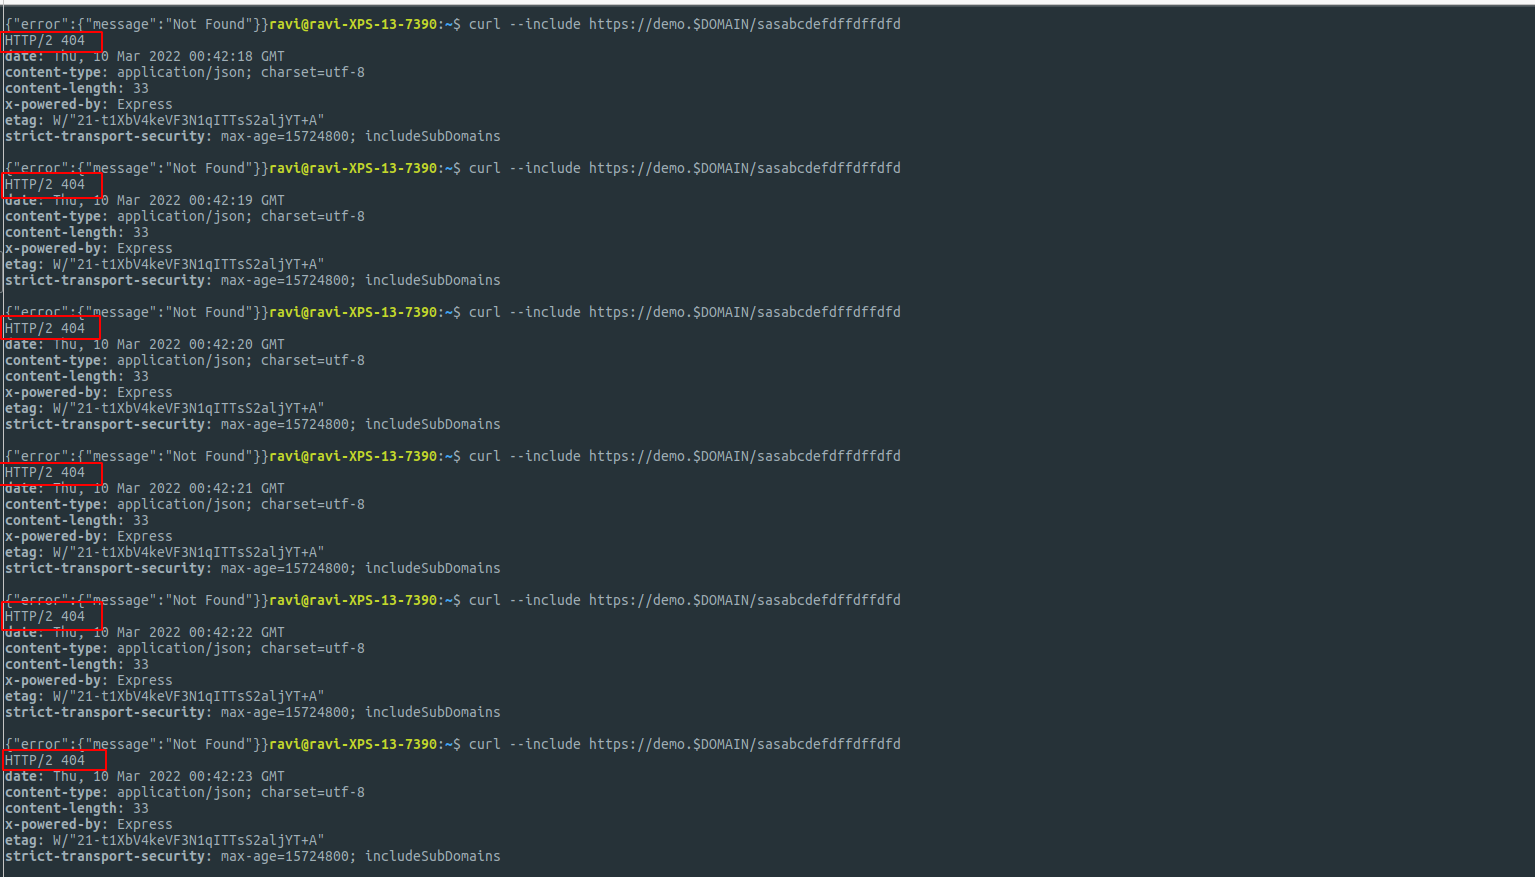 {"error":{"message":"Not Found"}}ravi@ravi-XPS-13-7390:~$ curl --include https://demo.$DOMAIN/sasabcdefdffdffdfd
HTTP/2 404
date: Thu, 10 Mar 2022 00:42:18 GMT
content-type: application/json; charset=utf-8
content-length: 33
x-powered-by: Express
etag: W/"21-t1XbV4keVF3N1qITTsS2aljYT+A"
strict-transport-security: max-age=15724800; includeSubDomains
{"error":{"message":"Not Found"}}ravi@ravi-XPS-13-7390:~$ curl --include https://demo.$DOMAIN/sasabcdefdffdffdfd
HTTP/2 404
date: Thu, 10 Mar 2022 00:42:19 GMT
content-type: application/json; charset=utf-8
content-length: 33
x-powered-by: Express
etag: W/"21-t1XbV4keVF3N1qITTsS2aljYT+A"
strict-transport-security: max-age=15724800; includeSubDomains
{"error":{"message":"Not Found"}}ravi@ravi-XPS-13-7390:~$ curl --include https://demo.$DOMAIN/sasabcdefdffdffdfd
HTTP/2 404
date: Thu, 10 Mar 2022 00:42:20 GMT
content-type: application/json; charset=utf-8
content-length: 33
x-powered-by: Express
etag: W/"21-t1XbV4keVF3N1qITTsS2aljYT+A"
strict-transport-security: max-age=15724800; includeSubDomains
{"error":{"message":"Not Found"}}ravi@ravi-XPS-13-7390:~$ curl --include https://demo.$DOMAIN/sasabcdefdffdffdfd
HTTP/2 404
date: Thu, 10 Mar 2022 00:42:21 GMT
content-type: application/json; charset=utf-8
content-length: 33
x-powered-by: Express
etag: W/"21-t1XbV4keVF3N1qITTsS2aljYT+A"
strict-transport-security: max-age=15724800; includeSubDomains
{"error":{"message":"Not Found"}}ravi@ravi-XPS-13-7390:~$ curl --include https://demo.$DOMAIN/sasabcdefdffdffdfd
HTTP/2 404
date: Thu, 10 Mar 2022 00:42:22 GMT
content-type: application/json; charset=utf-8
content-length: 33
x-powered-by: Express
etag: W/"21-t1XbV4keVF3N1qITTsS2aljYT+A"
strict-transport-security: max-age=15724800; includeSubDomains
{"error":{"message":"Not Found"}}ravi@ravi-XPS-13-7390:~$ curl --include https://demo.$DOMAIN/sasabcdefdffdffdfd
HTTP/2 404
date: Thu, 10 Mar 2022 00:42:23 GMT
content-type: application/json; charset=utf-8
content-length: 33
x-powered-by: Express
etag: W/"21-t1XbV4keVF3N1qITTsS2aljYT+A"
strict-transport-security: max-age=15724800; includeSubDomains